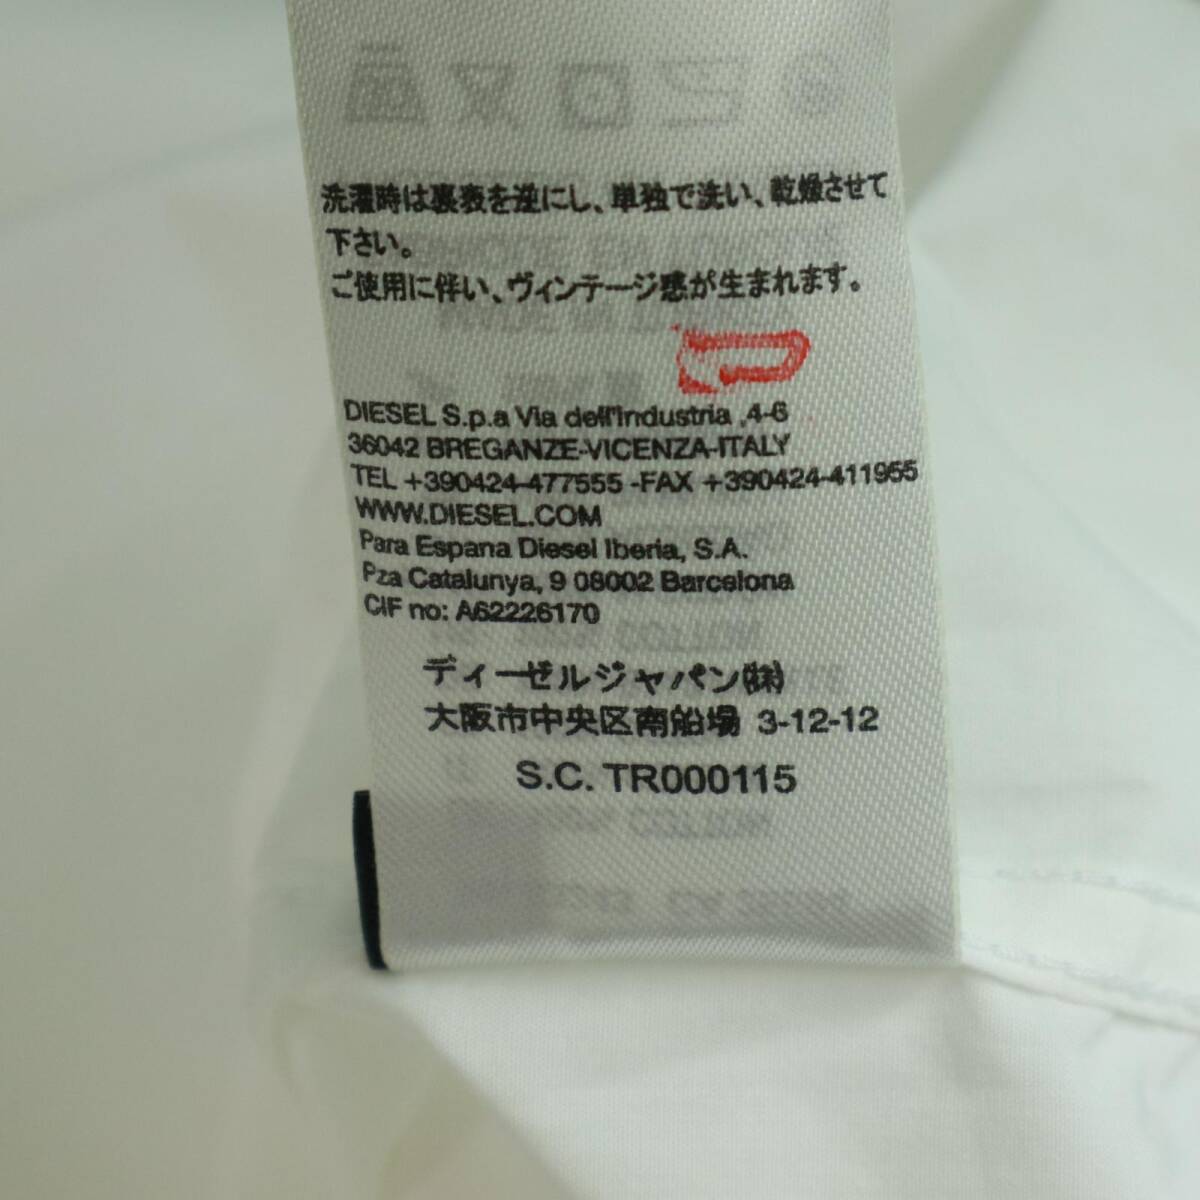 洗濯時は裏表を逆にし、単独で洗い、乾燥させて
下さい。
ご使用に伴い、ヴィンテージ感が生まれます。
DIESEL S.p.a Via dell'Industria ,4-6
36042 BREGANZE-VICENZA-ITALY
TEL +390424-477555 -FAX +390424-411955
WWW.DIESEL.COM
Para Espana Diesel Iberia, S.A.
Pza Catalunya, 9 08002 Barcelona
CIF no: A62226170
ディーゼルジャパン(株)
大阪市中央区南船場 3-12-12
S.C. TR000115